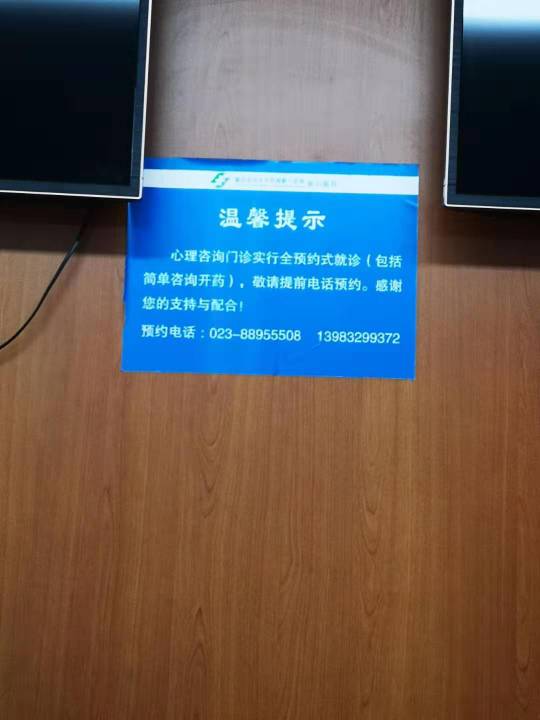 温馨提示
心理咨询门诊实行全预约式就诊（包括
简单咨询开药），敬请提前电话预约。感谢
您的支持与配合！
预约电话：023-88955508 13983299372